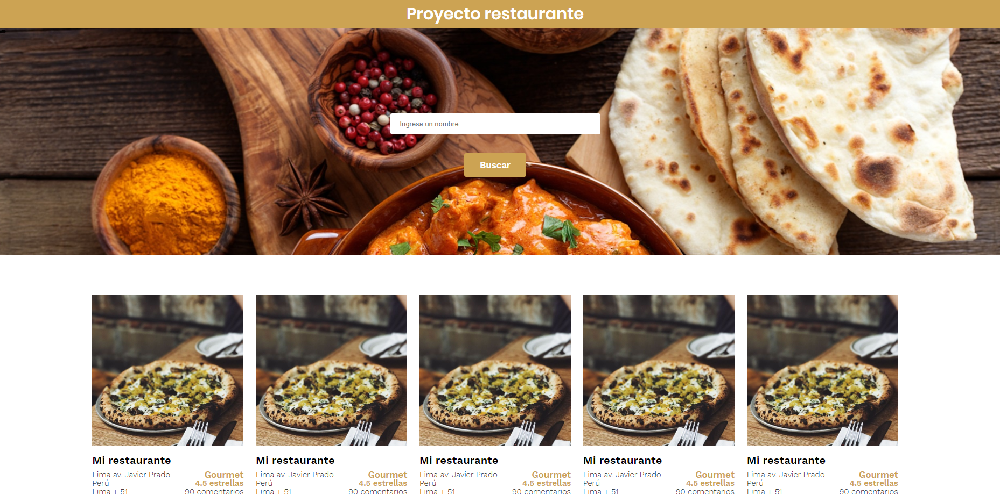 Proyecto restaurante
Ingresa un nombre
Buscar
Mi restaurante
Lima av. Javier Prado
Perú
Lima + 51
Gourmet
4.5 estrellas
90 comentarios
Mi restaurante
Lima av. Javier Prado
Perú
Lima + 51
Gourmet
4.5 estrellas
90 comentarios
Mi restaurante
Lima av. Javier Prado
Perú
Lima + 51
Gourmet
4.5 estrellas
90 comentarios
Mi restaurante
Lima av. Javier Prado
Perú
Lima + 51
Gourmet
4.5 estrellas
90 comentarios
Mi restaurante
Lima av. Javier Prado
Perú
Lima + 51
Gourmet
4.5 estrellas
90 comentarios